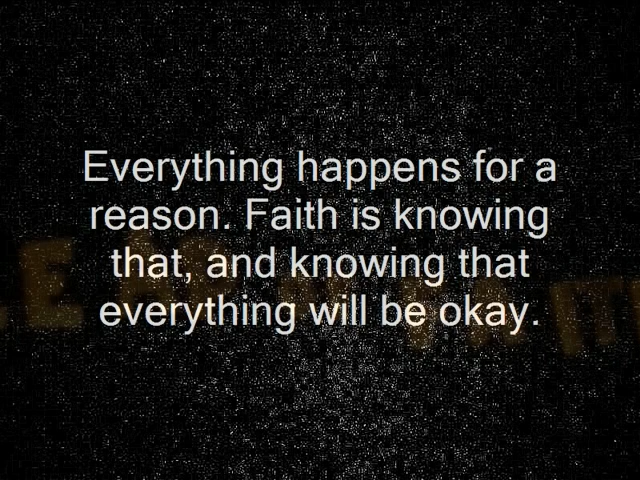 Everything happens for a
reason. Faith is knowing
that, and knowing that
everything will be okay.